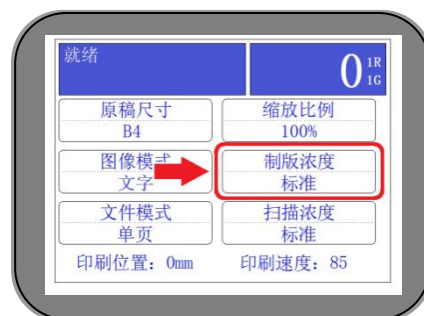 就绪
0 1R
1G
原稿尺寸 缩放比例
B4 100%
图像模式 制版浓度
文字 标准
文件模式 扫描浓度
单页 标准
印刷位置：0mm 印刷速度：85